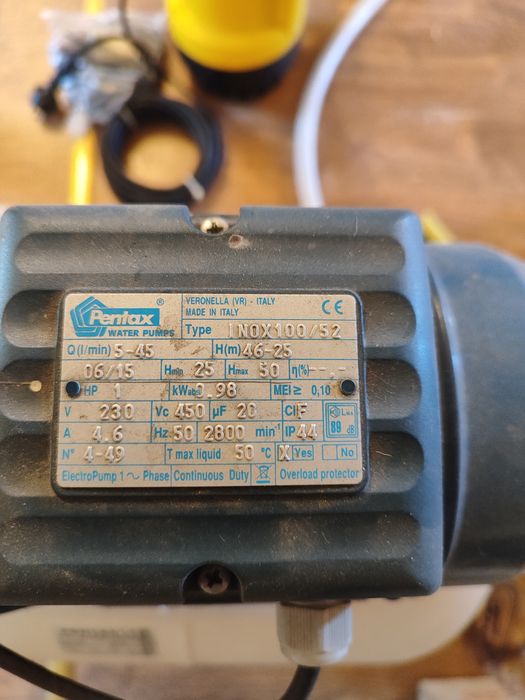 Pentax ®
WATER PUMPS
VERONELLA (VR) - ITALY
MADE IN ITALY
CE
Type INOX100/52
Q(l/min) 5-45 H(m) 46-25
06/15 Hmin 25 Hmax 50 η(%)--.-
HP 1 kWabs 0.98 MEI≥ 0,10
V 230 Vc 450 µF 20 Cl F LWA
A 4.6 Hz 50 2800 min⁻¹ IP 44 89 dB
N° 4-49 T max liquid 50 °C X Yes No
ElectroPump 1 ~ Phase Continuous Duty Overload protector